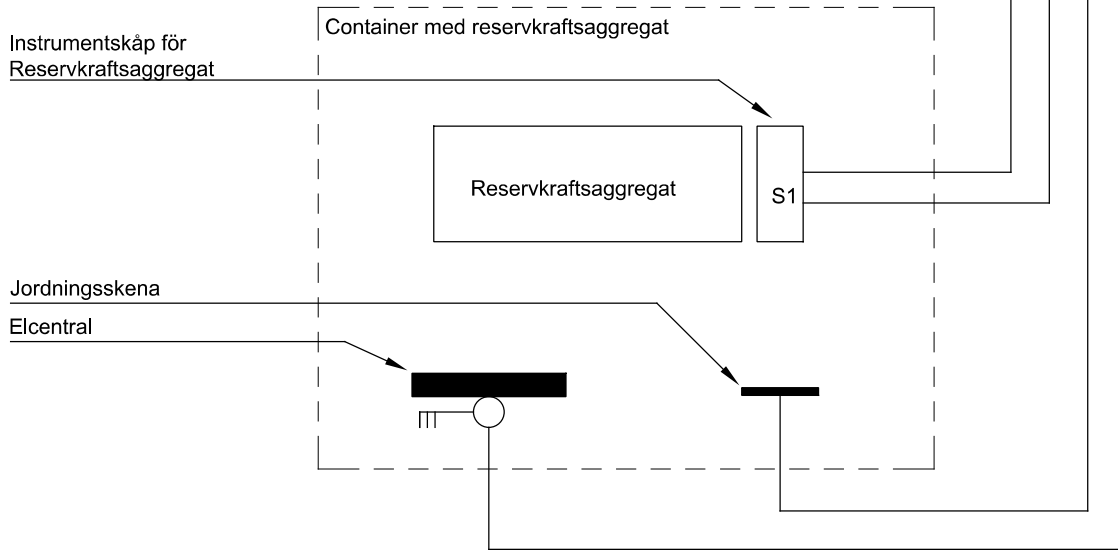 Container med reservkraftsaggregat
Instrumentskåp för
Reservkraftsaggregat
Reservkraftsaggregat
S1
Jordningsskena
Elcentral